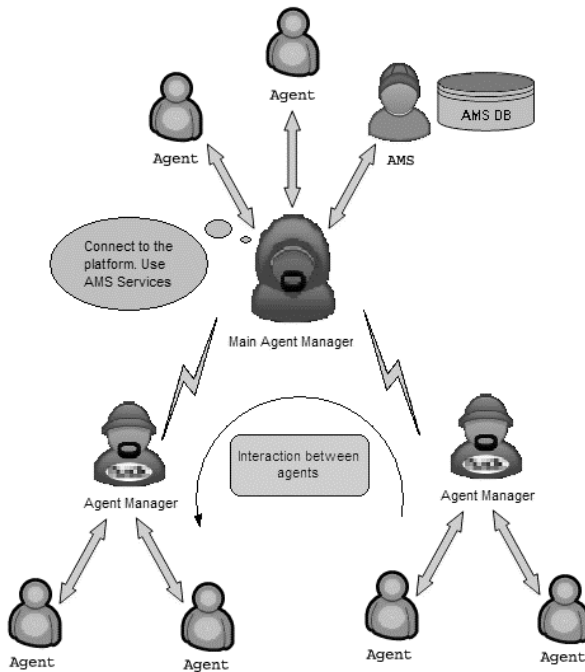 Agent
Agent
AMS DB
AMS
Connect to the
platform. Use
AMS Services
Main Agent Manager
Interaction between
agents
Agent Manager
Agent Manager
Agent
Agent
Agent
Agent